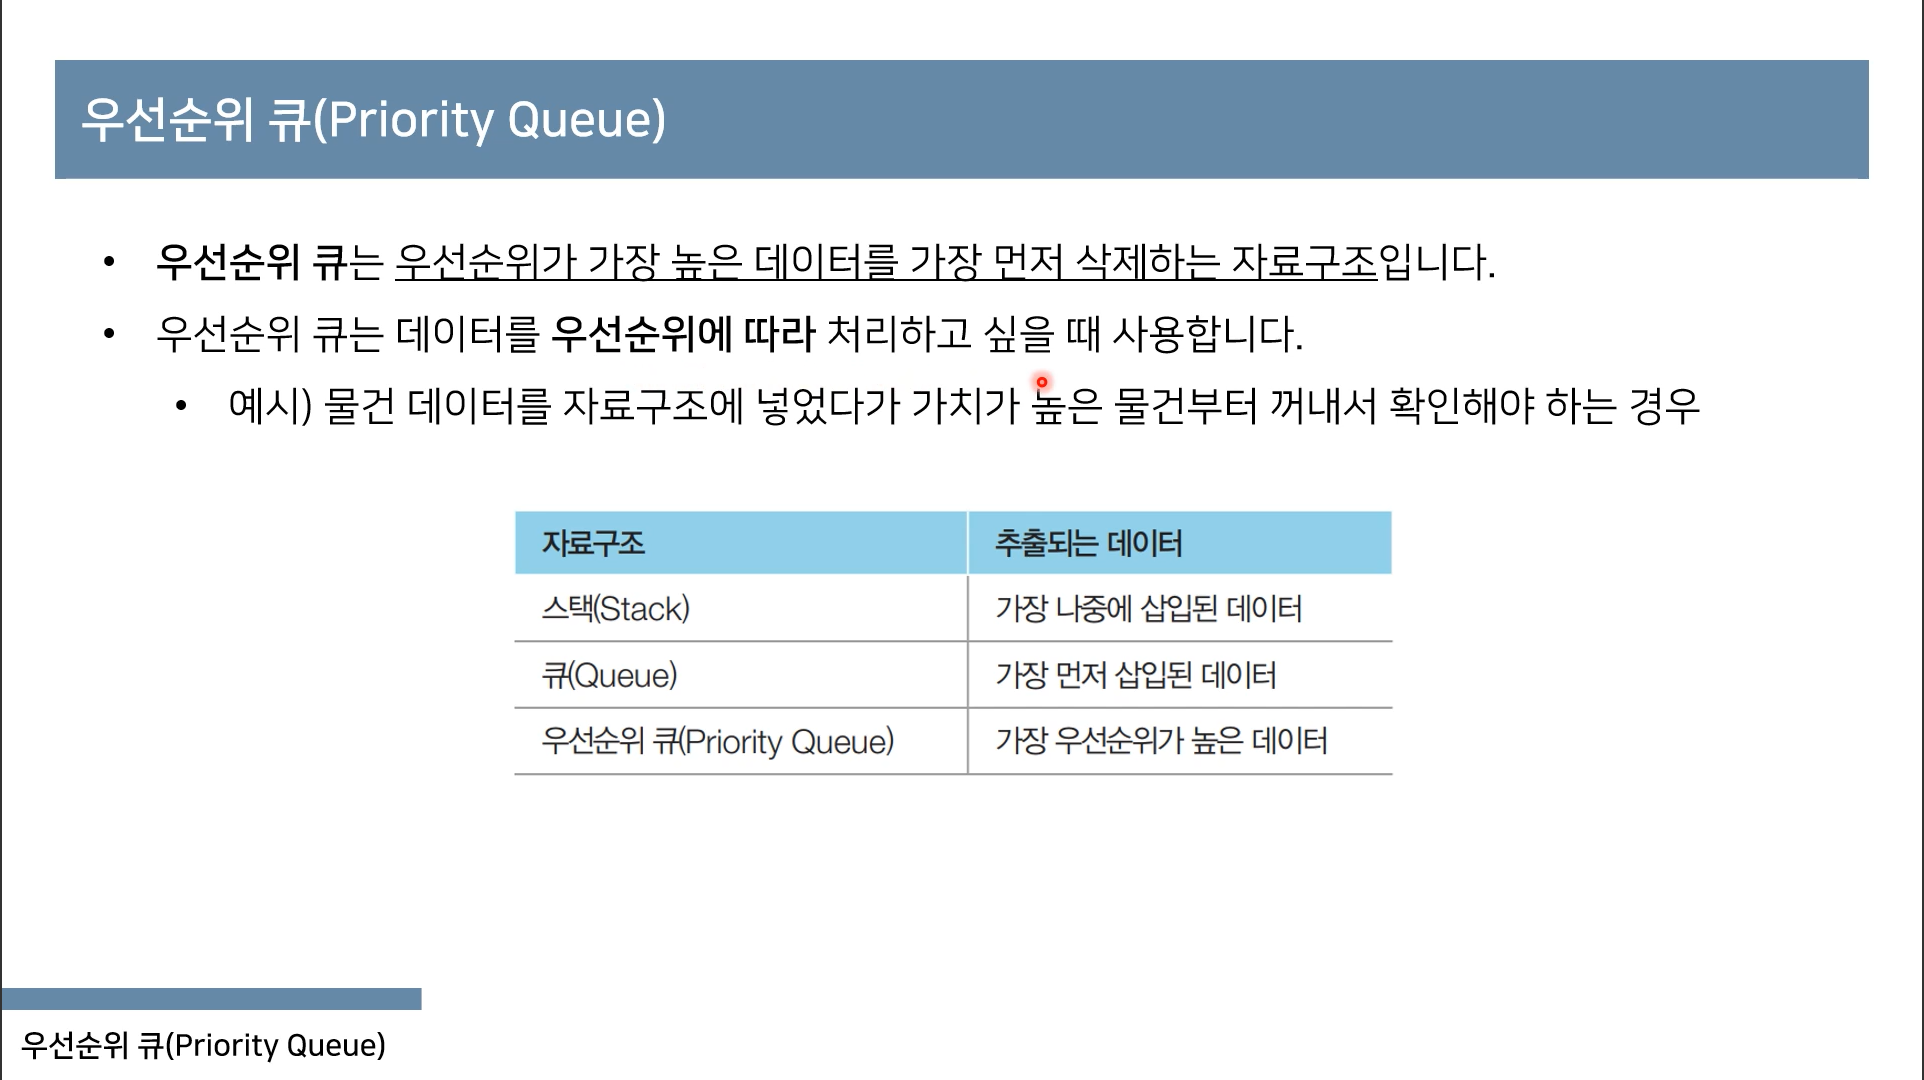 우선순위 큐(Priority Queue)
• 우선순위 큐는 우선순위가 가장 높은 데이터를 가장 먼저 삭제하는 자료구조입니다.
• 우선순위 큐는 데이터를 우선순위에 따라 처리하고 싶을 때 사용합니다.
• 예시) 물건 데이터를 자료구조에 넣었다가 가치가 높은 물건부터 꺼내서 확인해야 하는 경우
자료구조 추출되는 데이터
스택(Stack) 가장 나중에 삽입된 데이터
큐(Queue) 가장 먼저 삽입된 데이터
우선순위 큐(Priority Queue) 가장 우선순위가 높은 데이터
우선순위 큐(Priority Queue)